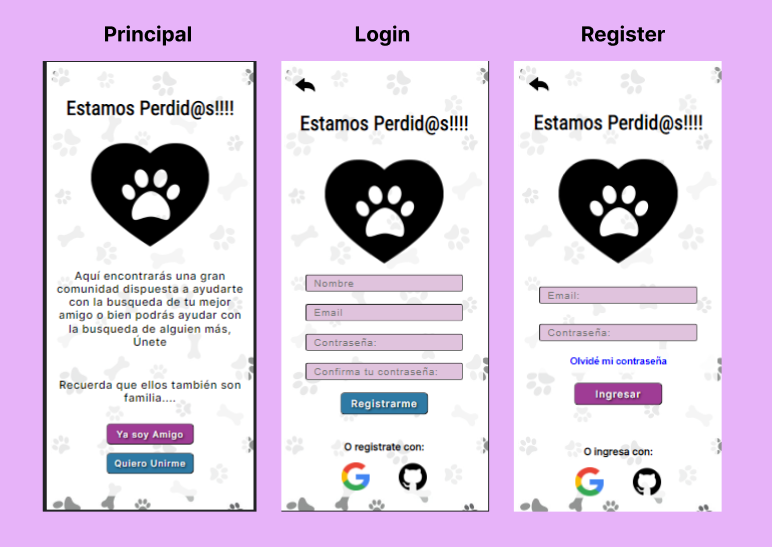 Principal
Login
Register
Estamos Perdid@s!!!!
Aquí encontrarás una gran
comunidad dispuesta a ayudarte
con la busqueda de tu mejor
amigo o bien podrás ayudar con
la busqueda de alguien más,
Únete
Recuerda que ellos también son
familia....
Ya soy Amigo
Quiero Unirme
Estamos Perdid@s!!!!
Nombre
Email
Contraseña:
Confirma tu contraseña:
Registrarme
O registrate con:
Estamos Perdid@s!!!!
Email:
Contraseña:
Olvidé mi contraseña
Ingresar
O ingresa con: